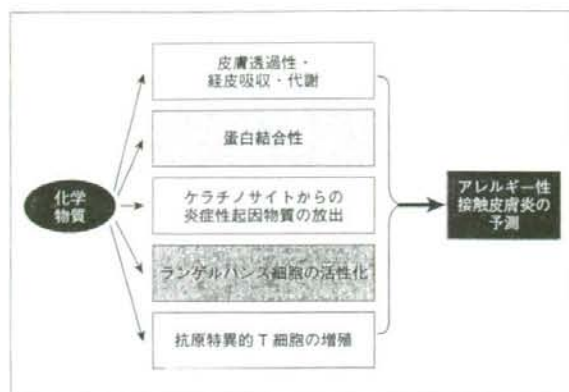 皮膚透過性・
経皮吸収・代謝
蛋白結合性
化学
物質
ケラチノサイトからの
炎症性起因物質の放出
アレルギー性
接触皮膚炎の
予測
ランゲルハンス細胞の活性化
抗原特異的T細胞の増殖